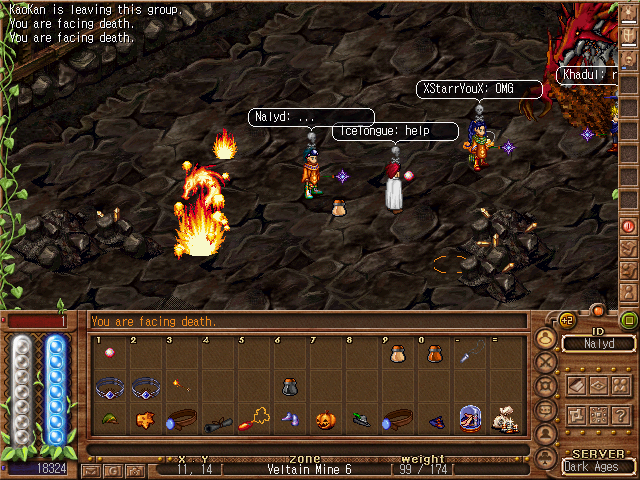 KaoKan is leaving this group.
You are facing death.
You are facing death.
XStarrYouX: OMG
Khadul: r
Nalyd: ...
IceTongue: help
1
You are facing death.
+2
1 2 3 4 5 6 7 8 9 0 - =
ID
Nalyd
18324
x y zone weight
11, 14 Veltain Mine 6 99 / 174
G
?
SERVER
Dark Ages